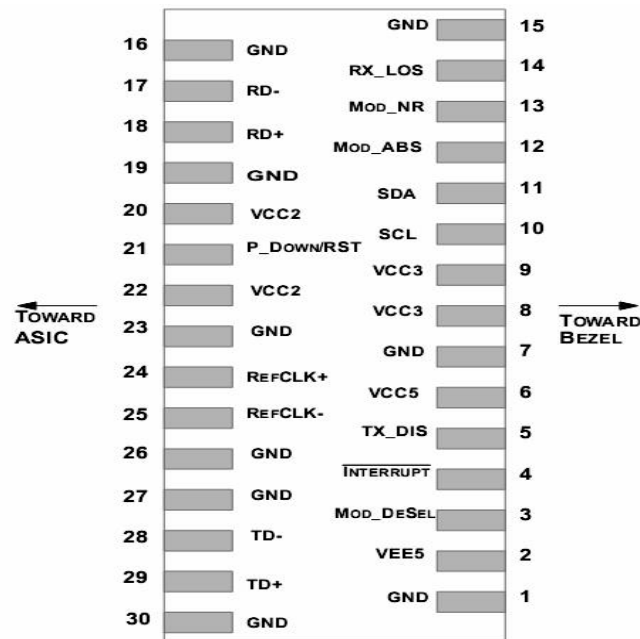 GND 15
16 GND
RX_LOS 14
17 RD-
MOD_NR 13
18 RD+
MOD_ABS 12
19 GND
SDA 11
20 VCC2
SCL 10
21 P_DOWN/RST
VCC3 9
22 VCC2
VCC3 8
TOWARD
ASIC
TOWARD
BEZEL
23 GND
GND 7
24 REFCLK+
VCC5 6
25 REFCLK-
TX_DIS 5
26 GND
INTERRUPT 4
27 GND
MOD_DESEL 3
28 TD-
VEE5 2
29 TD+
GND 1
30 GND